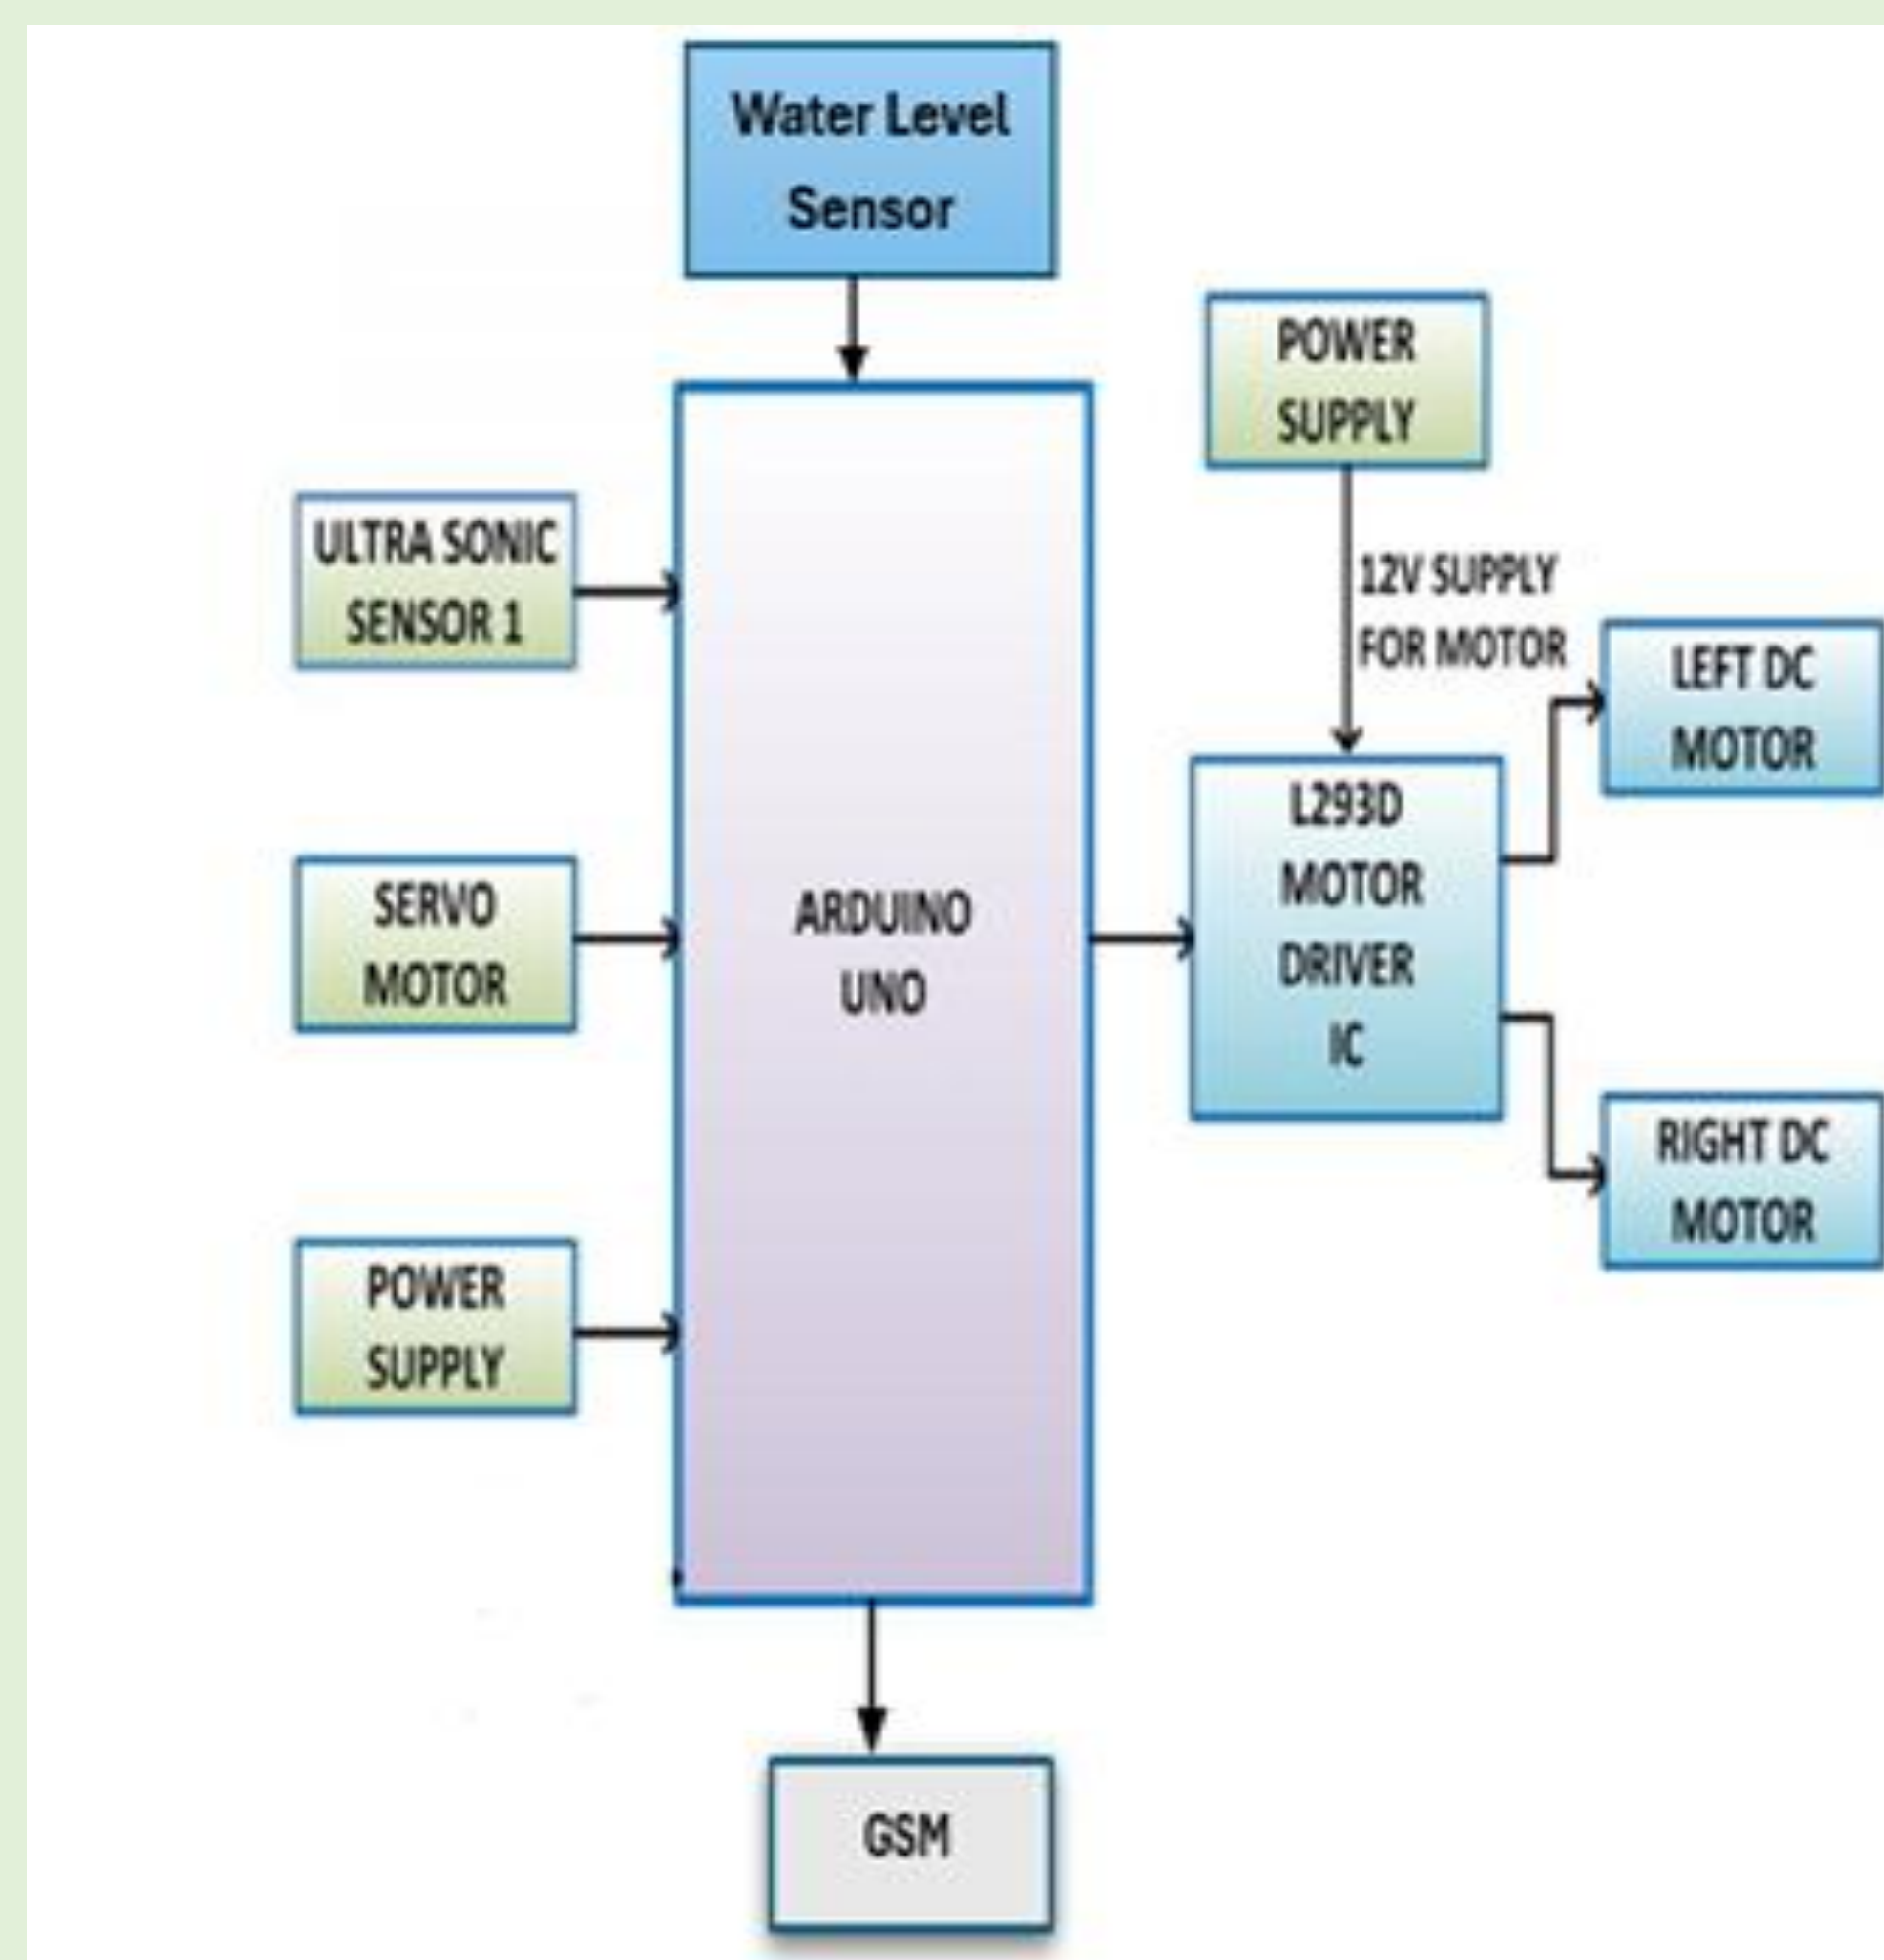 Water Level
Sensor
POWER
SUPPLY
ULTRA SONIC
SENSOR 1
12V SUPPLY
FOR MOTOR
LEFT DC
MOTOR
L293D
MOTOR
DRIVER
IC
SERVO
MOTOR
ARDUINO
UNO
RIGHT DC
MOTOR
POWER
SUPPLY
GSM